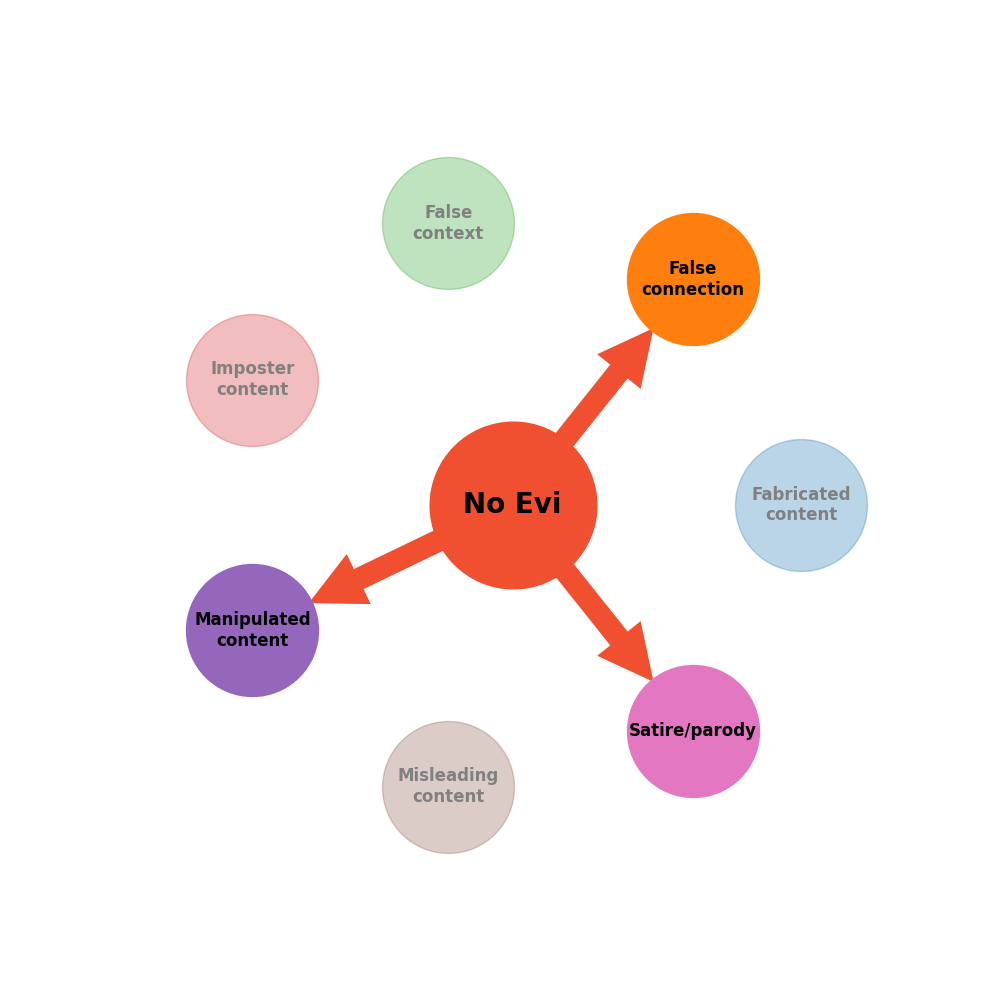 False
context
False
connection
Imposter
content
No Evi
Fabricated
content
Manipulated
content
Satire/parody
Misleading
content